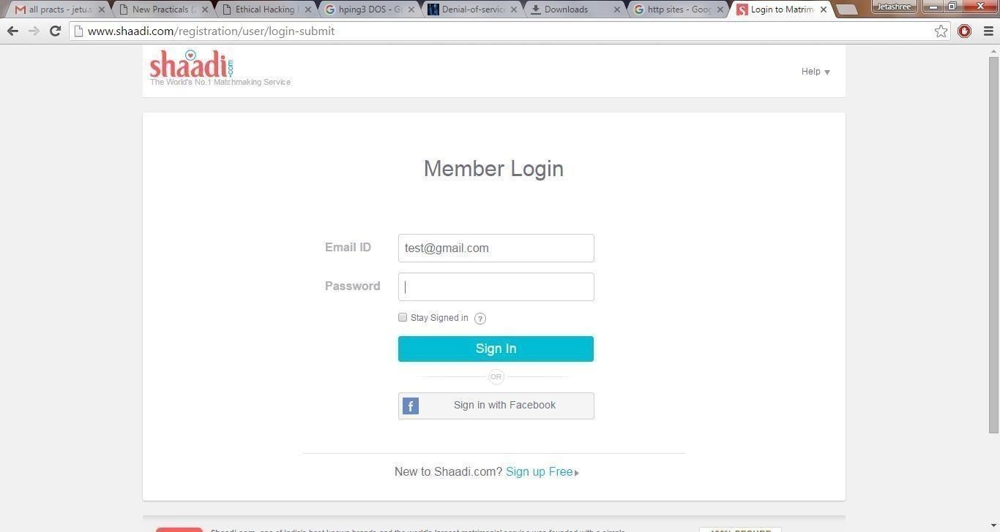 all practs - jetu.s
New Practicals (2
Ethical Hacking
hping3 DOS - Go
Denial-of-servic
Downloads
http sites - Goog
Login to Matrim
Jetashree
www.shaadi.com/registration/user/login-submit
shaadi.com
The World's No.1 Matchmaking Service
Help
Member Login
Email ID
test@gmail.com
Password
Stay Signed in ?
Sign In
OR
f Sign in with Facebook
New to Shaadi.com? Sign up Free